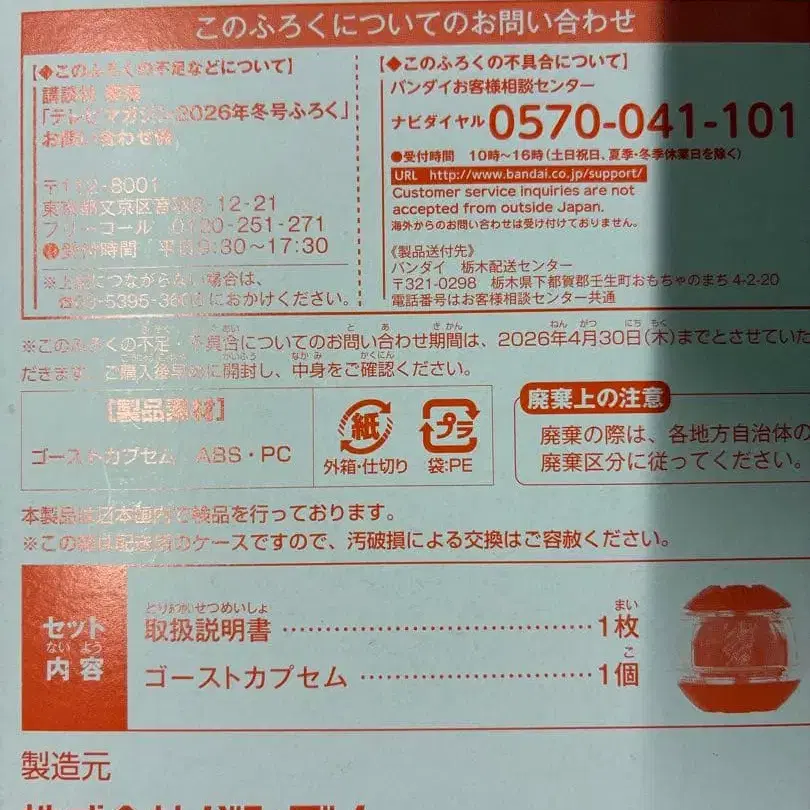 このふろくについてのお問い合わせ
【◆このふろくの不足などについて】
講談社
「テレビマガジン2026年冬号ふろく」
お問い合わせ係
〒112-8001
東京都文京区音羽2-12-21
フリーコール 0120-251-271
受付時間 平日9:30〜17:30
※上記につながらない場合は、
☎03-5395-360 におかけください。
【◆このふろくの不具合について】
バンダイお客様相談センター
ナビダイヤル 0570-041-101
●受付時間 10時〜16時(土日祝日、夏季・冬季休業日を除く)
URL http://www.bandai.co.jp/support/
Customer service inquiries are not
accepted from outside Japan.
海外からのお問い合わせは受け付けておりません。
《製品送付先》
バンダイ 栃木配送センター
〒321-0298 栃木県下都賀郡壬生町おもちゃのまち4-2-20
電話番号はお客様相談センター共通
※このふろくの不足・不具合についてのお問い合わせ期間は、2026年4月30日(木)までとさせていた
だきます。ご購入後早めに開封し、中身をご確認ください。
【製品素材】
ゴーストカプセム ABS・PC
紙
外箱・仕切り
プラ
袋:PE
廃棄上の注意
廃棄の際は、各地方自治体の
廃棄区分に従ってください。
本製品は日本国内で検品を行っております。
※この箱は配送用のケースですので、汚破損による交換はご容赦ください。
セット内容
取扱説明書 1枚
ゴーストカプセム 1個
製造元